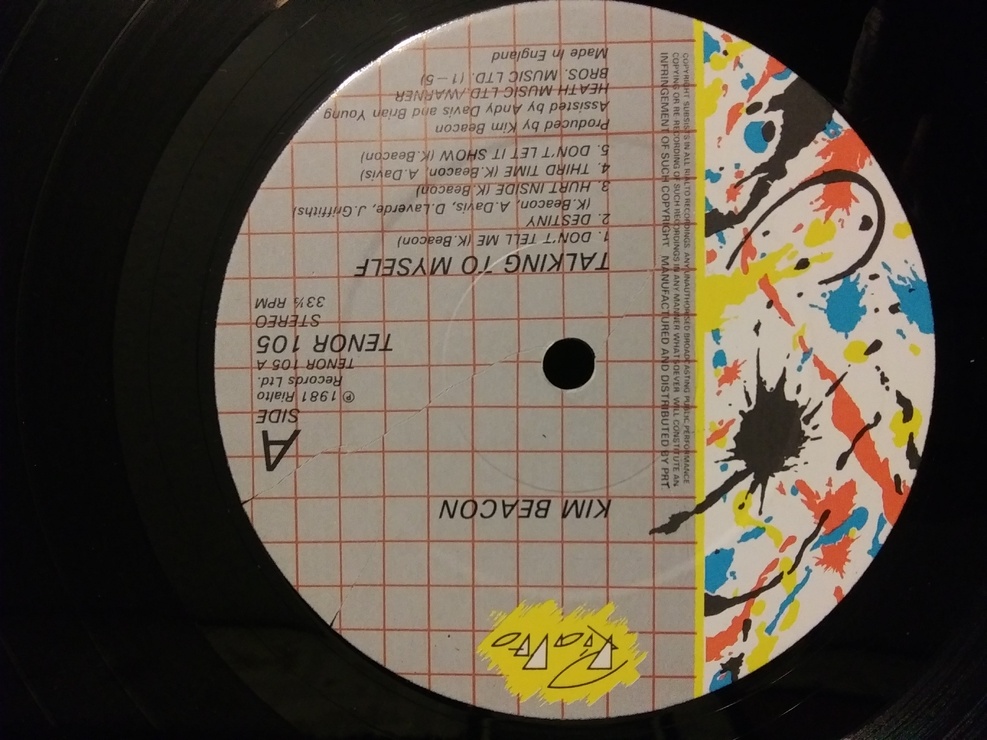 Rialto
KIM BEACON
A
SIDE
℗ 1981 Rialto
Records Ltd.
TENOR 105 A
TENOR 105
STEREO
33⅓ RPM
TALKING TO MYSELF
1. DON'T TELL ME (K.Beacon)
2. DESTINY
(K.Beacon, A.Davis, D.Laverde, J.Griffiths)
3. HURT INSIDE (K.Beacon)
4. THIRD TIME (K.Beacon, A.Davis)
5. DON'T LET IT SHOW (K.Beacon)
Produced by Kim Beacon
Assisted by Andy Davis and Brian Young
HEATH MUSIC LTD./WARNER
BROS. MUSIC LTD. (1–5)
Made in England
COPYRIGHT SUBSISTS IN ALL RIALTO RECORDINGS. ANY UNAUTHORISED BROADCASTING PUBLIC PERFORMANCE
COPYING OR RE-RECORDING OF SUCH RECORDINGS IN ANY MANNER WHATSOEVER WILL CONSTITUTE AN
INFRINGEMENT OF SUCH COPYRIGHT MANUFACTURED AND DISTRIBUTED BY PRT